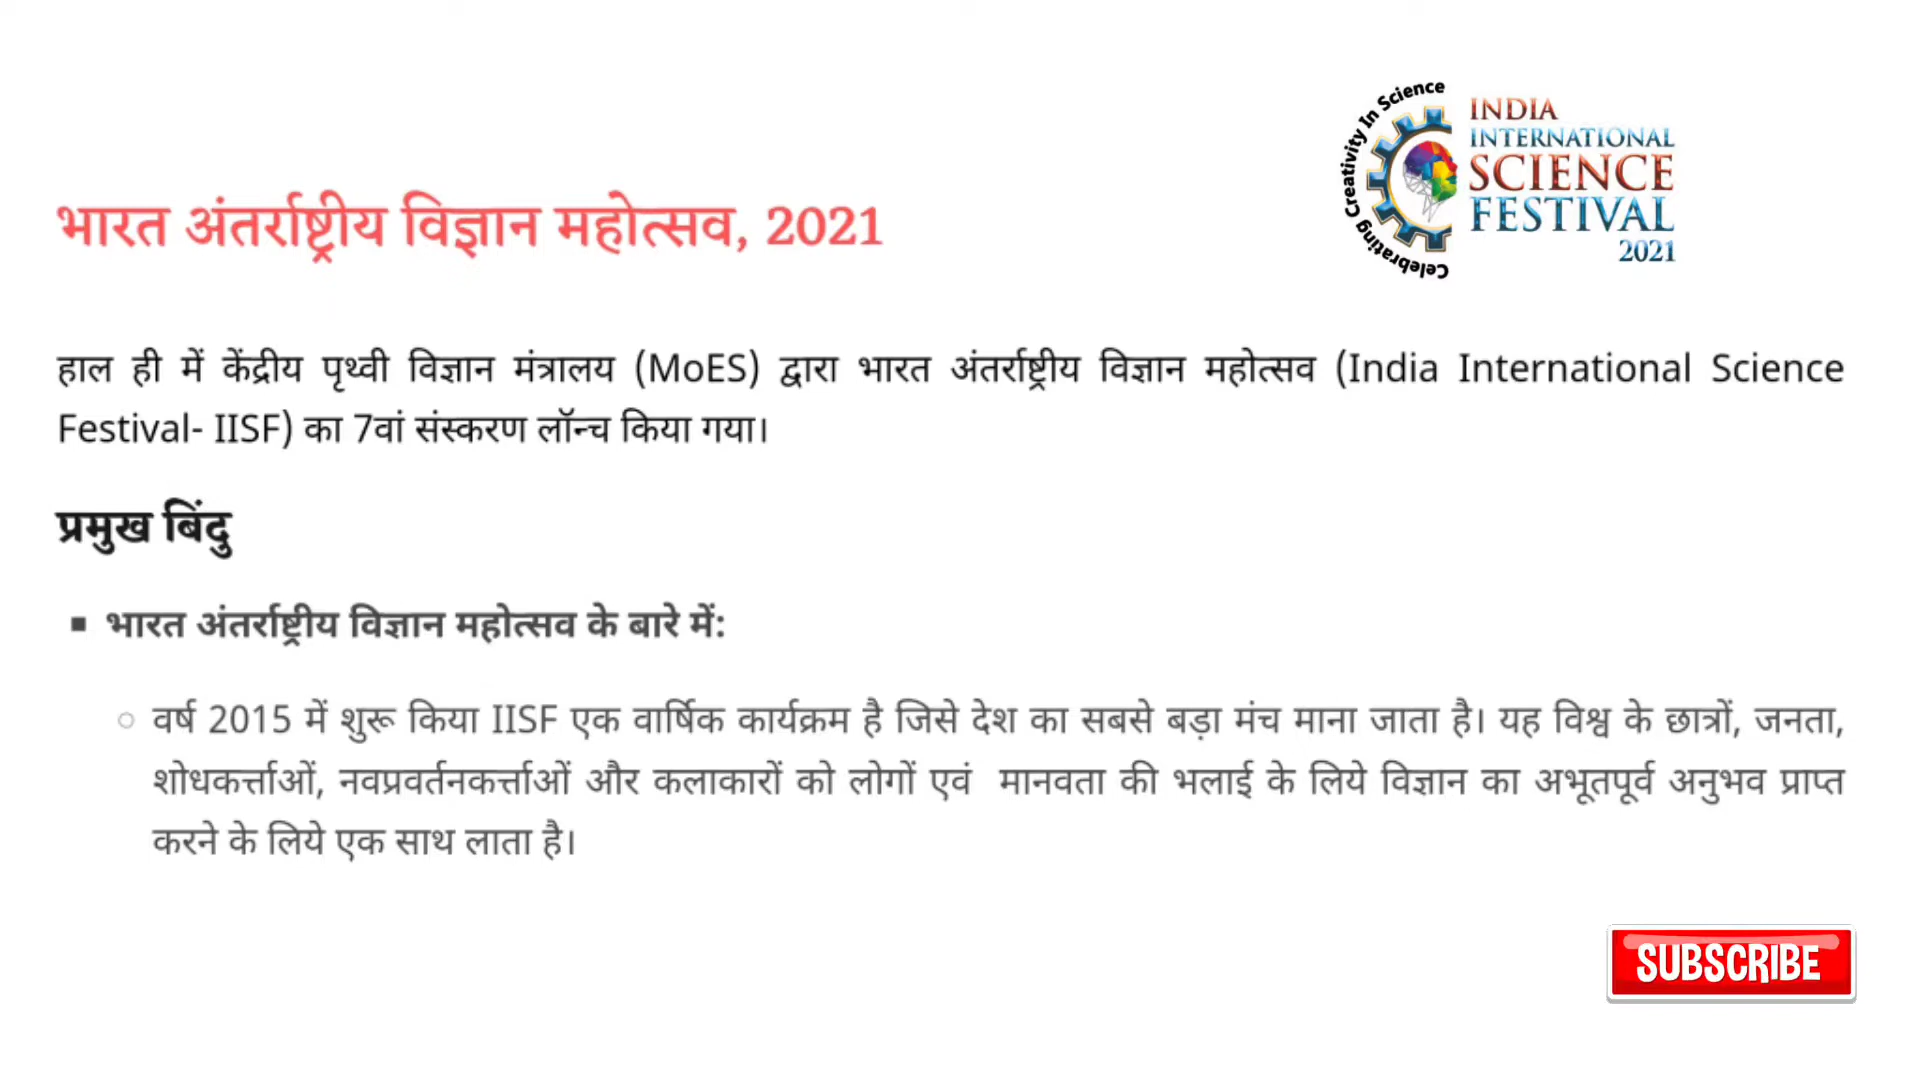 Celebrating Creativity In Science
INDIA
INTERNATIONAL
SCIENCE
FESTIVAL
2021
भारत अंतर्राष्ट्रीय विज्ञान महोत्सव, 2021
हाल ही में केंद्रीय पृथ्वी विज्ञान मंत्रालय (MoES) द्वारा भारत अंतर्राष्ट्रीय विज्ञान महोत्सव (India International Science
Festival- IISF) का 7वां संस्करण लॉन्च किया गया।
प्रमुख बिंदु
▪ भारत अंतर्राष्ट्रीय विज्ञान महोत्सव के बारे में:
○ वर्ष 2015 में शुरू किया IISF एक वार्षिक कार्यक्रम है जिसे देश का सबसे बड़ा मंच माना जाता है। यह विश्व के छात्रों, जनता,
शोधकर्त्ताओं, नवप्रवर्तनकर्त्ताओं और कलाकारों को लोगों एवं मानवता की भलाई के लिये विज्ञान का अभूतपूर्व अनुभव प्राप्त
करने के लिये एक साथ लाता है।
SUBSCRIBE